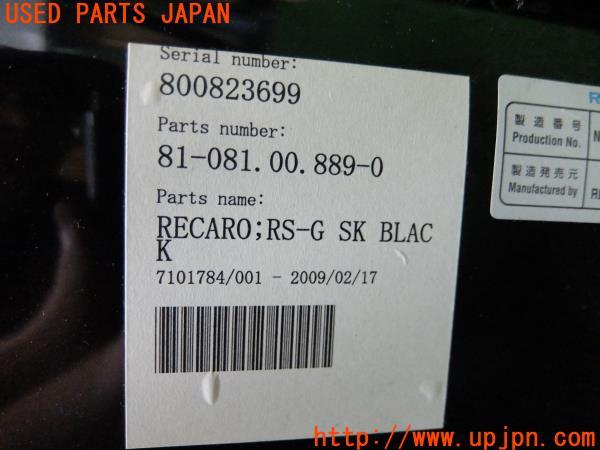 USED PARTS JAPAN
Serial number:
800823699
Parts number:
81-081.00.889-0
Parts name:
RECARO;RS-G SK BLAC
K
7101784/001 - 2009/02/17
製造番号
Production No.
製造発売元
Manufactured by
UPJ http://www.upjpn.com